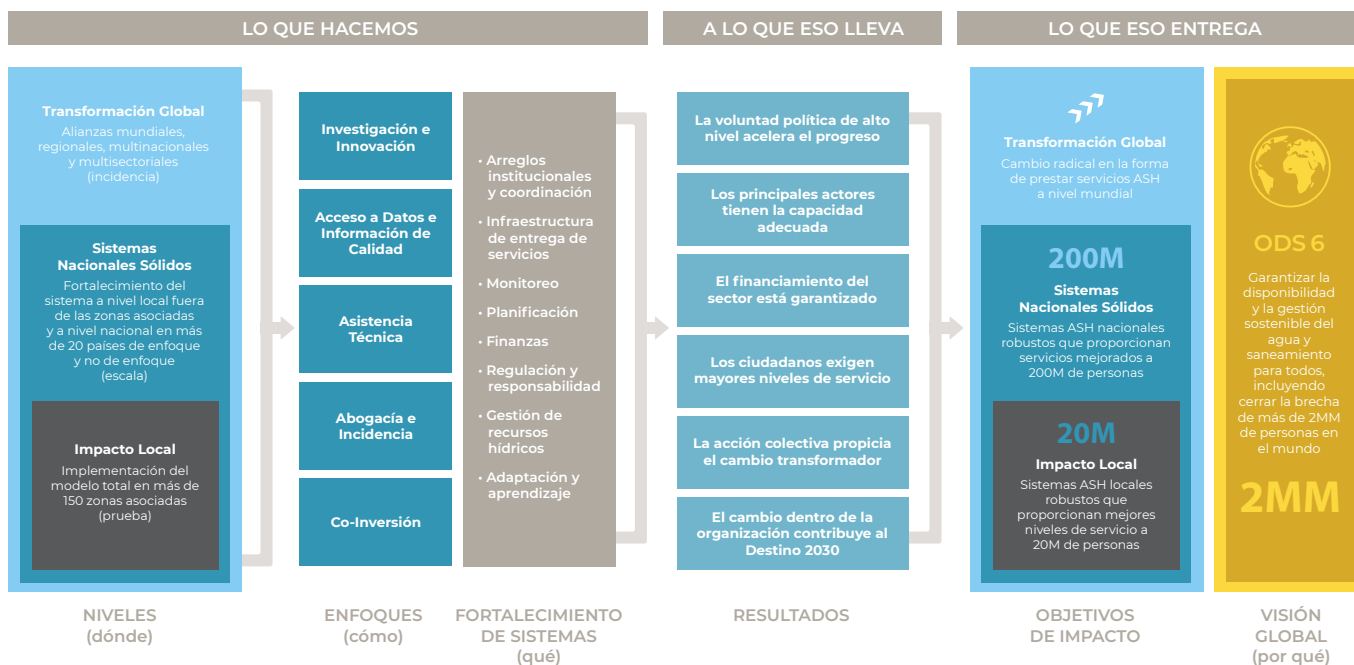 LO QUE HACEMOS
A LO QUE ESO LLEVA
LO QUE ESO ENTREGA
Transformación Global
Alianzas mundiales,
regionales, multinacionales
y multisectoriales
(incidencia)
Sistemas
Nacionales Sólidos
Fortalecimiento del
sistema a nivel local fuera
de las zonas asociadas
y a nivel nacional en más
de 20 países de enfoque
y no de enfoque
(escala)
Impacto Local
Implementación del
modelo total en más de
150 zonas asociadas
(prueba)
NIVELES
(dónde)
Investigación e
Innovación
Acceso a Datos e
Información de
Calidad
Asistencia
Técnica
Abogacía e
Incidencia
Co-Inversión
ENFOQUES
(cómo)
• Arreglos
institucionales
y coordinación
• Infraestructura
de entrega de
servicios
• Monitoreo
• Planificación
• Finanzas
• Regulación y
responsabilidad
• Gestión de
recursos
hídricos
• Adaptación y
aprendizaje
FORTALECIMIENTO
DE SISTEMAS
(qué)
La voluntad política de alto
nivel acelera el progreso
Los principales actores
tienen la capacidad
adecuada
El financiamiento del
sector está garantizado
Los ciudadanos exigen
mayores niveles de servicio
La acción colectiva propicia
el cambio transformador
El cambio dentro de la
organización contribuye al
Destino 2030
RESULTADOS
Transformación Global
Cambio radical en la forma
de prestar servicios ASH
a nivel mundial
200M
Sistemas
Nacionales Sólidos
Sistemas ASH nacionales
robustos que proporcionan
servicios mejorados a
200M de personas
20M
Impacto Local
Sistemas ASH locales
robustos que
proporcionan mejores
niveles de servicio a
20M de personas
OBJETIVOS
DE IMPACTO
ODS 6
Garantizar la
disponibilidad
y la gestión
sostenible del
agua y
saneamiento
para todos,
incluyendo
cerrar la brecha
de más de 2MM
de personas en
el mundo
2MM
VISIÓN
GLOBAL
(por qué)